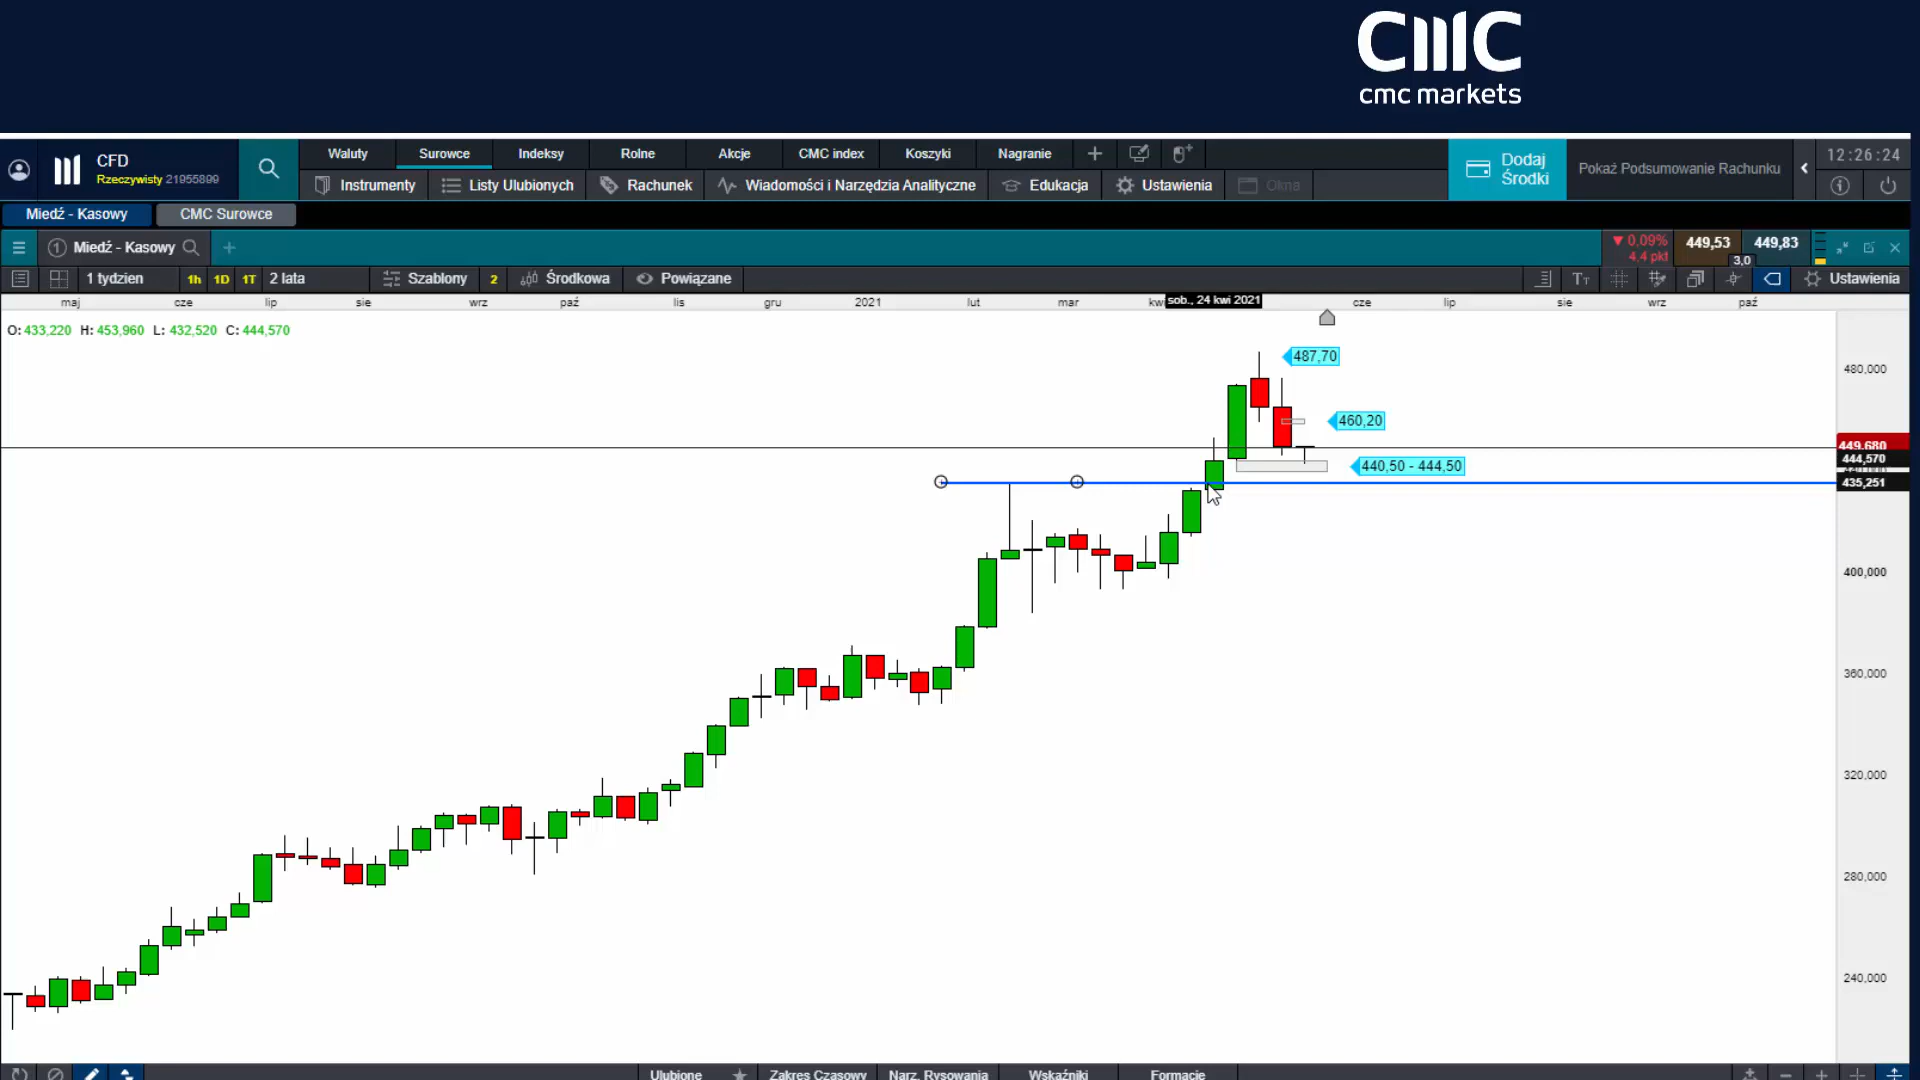 CMC
cmc markets
CFD
Rzeczywisty 21955899
Waluty Surowce Indeksy Rolne Akcje CMC index Koszyki Nagranie
Instrumenty Listy Ulubionych Rachunek Wiadomości i Narzędzia Analityczne Edukacja Ustawienia Okna
Dodaj Środki
Pokaż Podsumowanie Rachunku
12:26:24
Miedź - Kasowy CMC Surowce
1 Miedź - Kasowy
0,09%
4.4 pkt
449,53 449,83
3,0
1 tydzien 1h 1D 1T 2 lata Szablony 2 Środkowa Powiązane Ustawienia
maj cze lip sie wrz paź lis gru 2021 lut mar kwi sob., 24 kwi 2021 cze lip sie wrz paź
O: 433,220 H: 453,960 L: 432,520 C: 444,570
487,70
480,000
460,20
449,680
444,570
440,50 - 444,50
435,251
400,000
360,000
320,000
280,000
240,000
Ulubione Zakres Czasowy Narz. Rysowania Wskaźniki Formacje